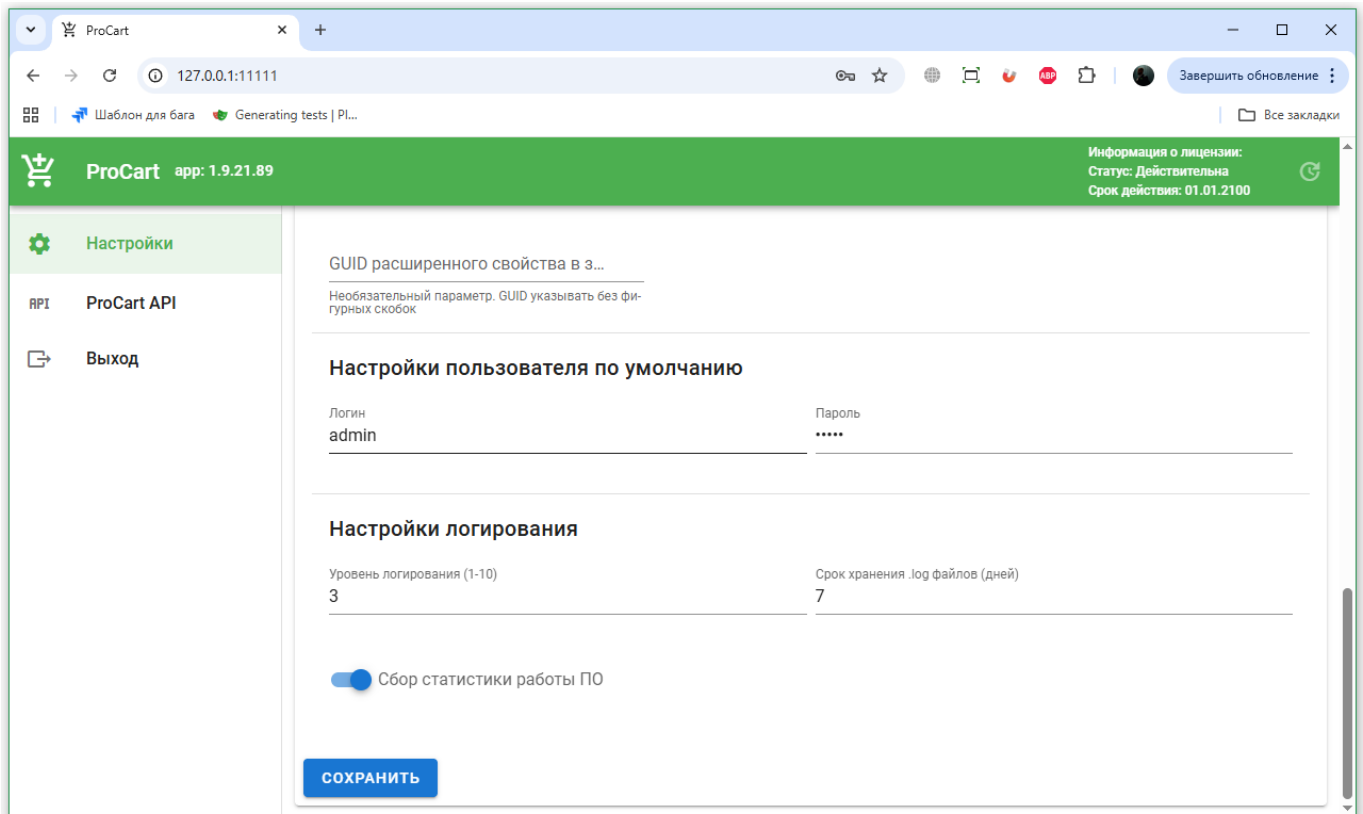 ProCart
127.0.0.1:11111
ABP
Завершить обновление
Шаблон для бага
Generating tests | Pl...
Все закладки
ProCart app: 1.9.21.89
Информация о лицензии:
Статус: Действительна
Срок действия: 01.01.2100
Настройки
API ProCart API
Выход
GUID расширенного свойства в з...
Необязательный параметр. GUID указывать без фи-
гурных скобок
Настройки пользователя по умолчанию
Логин
admin
Пароль
•••••
Настройки логирования
Уровень логирования (1-10)
3
Срок хранения .log файлов (дней)
7
Сбор статистики работы ПО
СОХРАНИТЬ